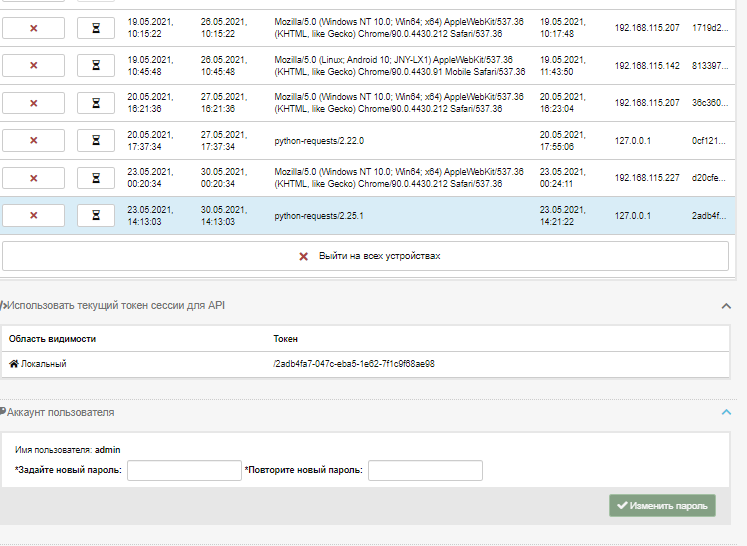 19.05.2021, 26.05.2021, Mozilla/5.0 (Windows NT 10.0; Win64; x64) AppleWebKit/537.36 19.05.2021, 192.168.115.207 1719d2...
10:15:22 10:15:22 (KHTML, like Gecko) Chrome/90.0.4430.212 Safari/537.36 10:17:48
19.05.2021, 26.05.2021, Mozilla/5.0 (Linux; Android 10; JNY-LX1) AppleWebKit/537.36 19.05.2021, 192.168.115.142 813397...
10:45:48 10:45:48 (KHTML, like Gecko) Chrome/90.0.4430.91 Mobile Safari/537.36 11:43:50
20.05.2021, 27.05.2021, Mozilla/5.0 (Windows NT 10.0; Win64; x64) AppleWebKit/537.36 20.05.2021, 192.168.115.207 36c360...
16:21:36 16:21:36 (KHTML, like Gecko) Chrome/90.0.4430.212 Safari/537.36 16:23:04
20.05.2021, 27.05.2021, python-requests/2.22.0 20.05.2021, 127.0.0.1 0cf121...
17:37:34 17:37:34 17:55:06
23.05.2021, 30.05.2021, Mozilla/5.0 (Windows NT 10.0; Win64; x64) AppleWebKit/537.36 23.05.2021, 192.168.115.227 d20cfe...
00:20:34 00:20:34 (KHTML, like Gecko) Chrome/90.0.4430.212 Safari/537.36 00:24:11
23.05.2021, 30.05.2021, python-requests/2.25.1 23.05.2021, 127.0.0.1 2adb4f...
14:13:03 14:13:03 14:21:22
Выйти на всех устройствах
Использовать текущий токен сессии для API
Область видимости Токен
Локальный /2adb4fa7-047c-eba5-1e62-7f1c9f68ae98
Аккаунт пользователя
Имя пользователя: admin
*Задайте новый пароль: *Повторите новый пароль:
Изменить пароль